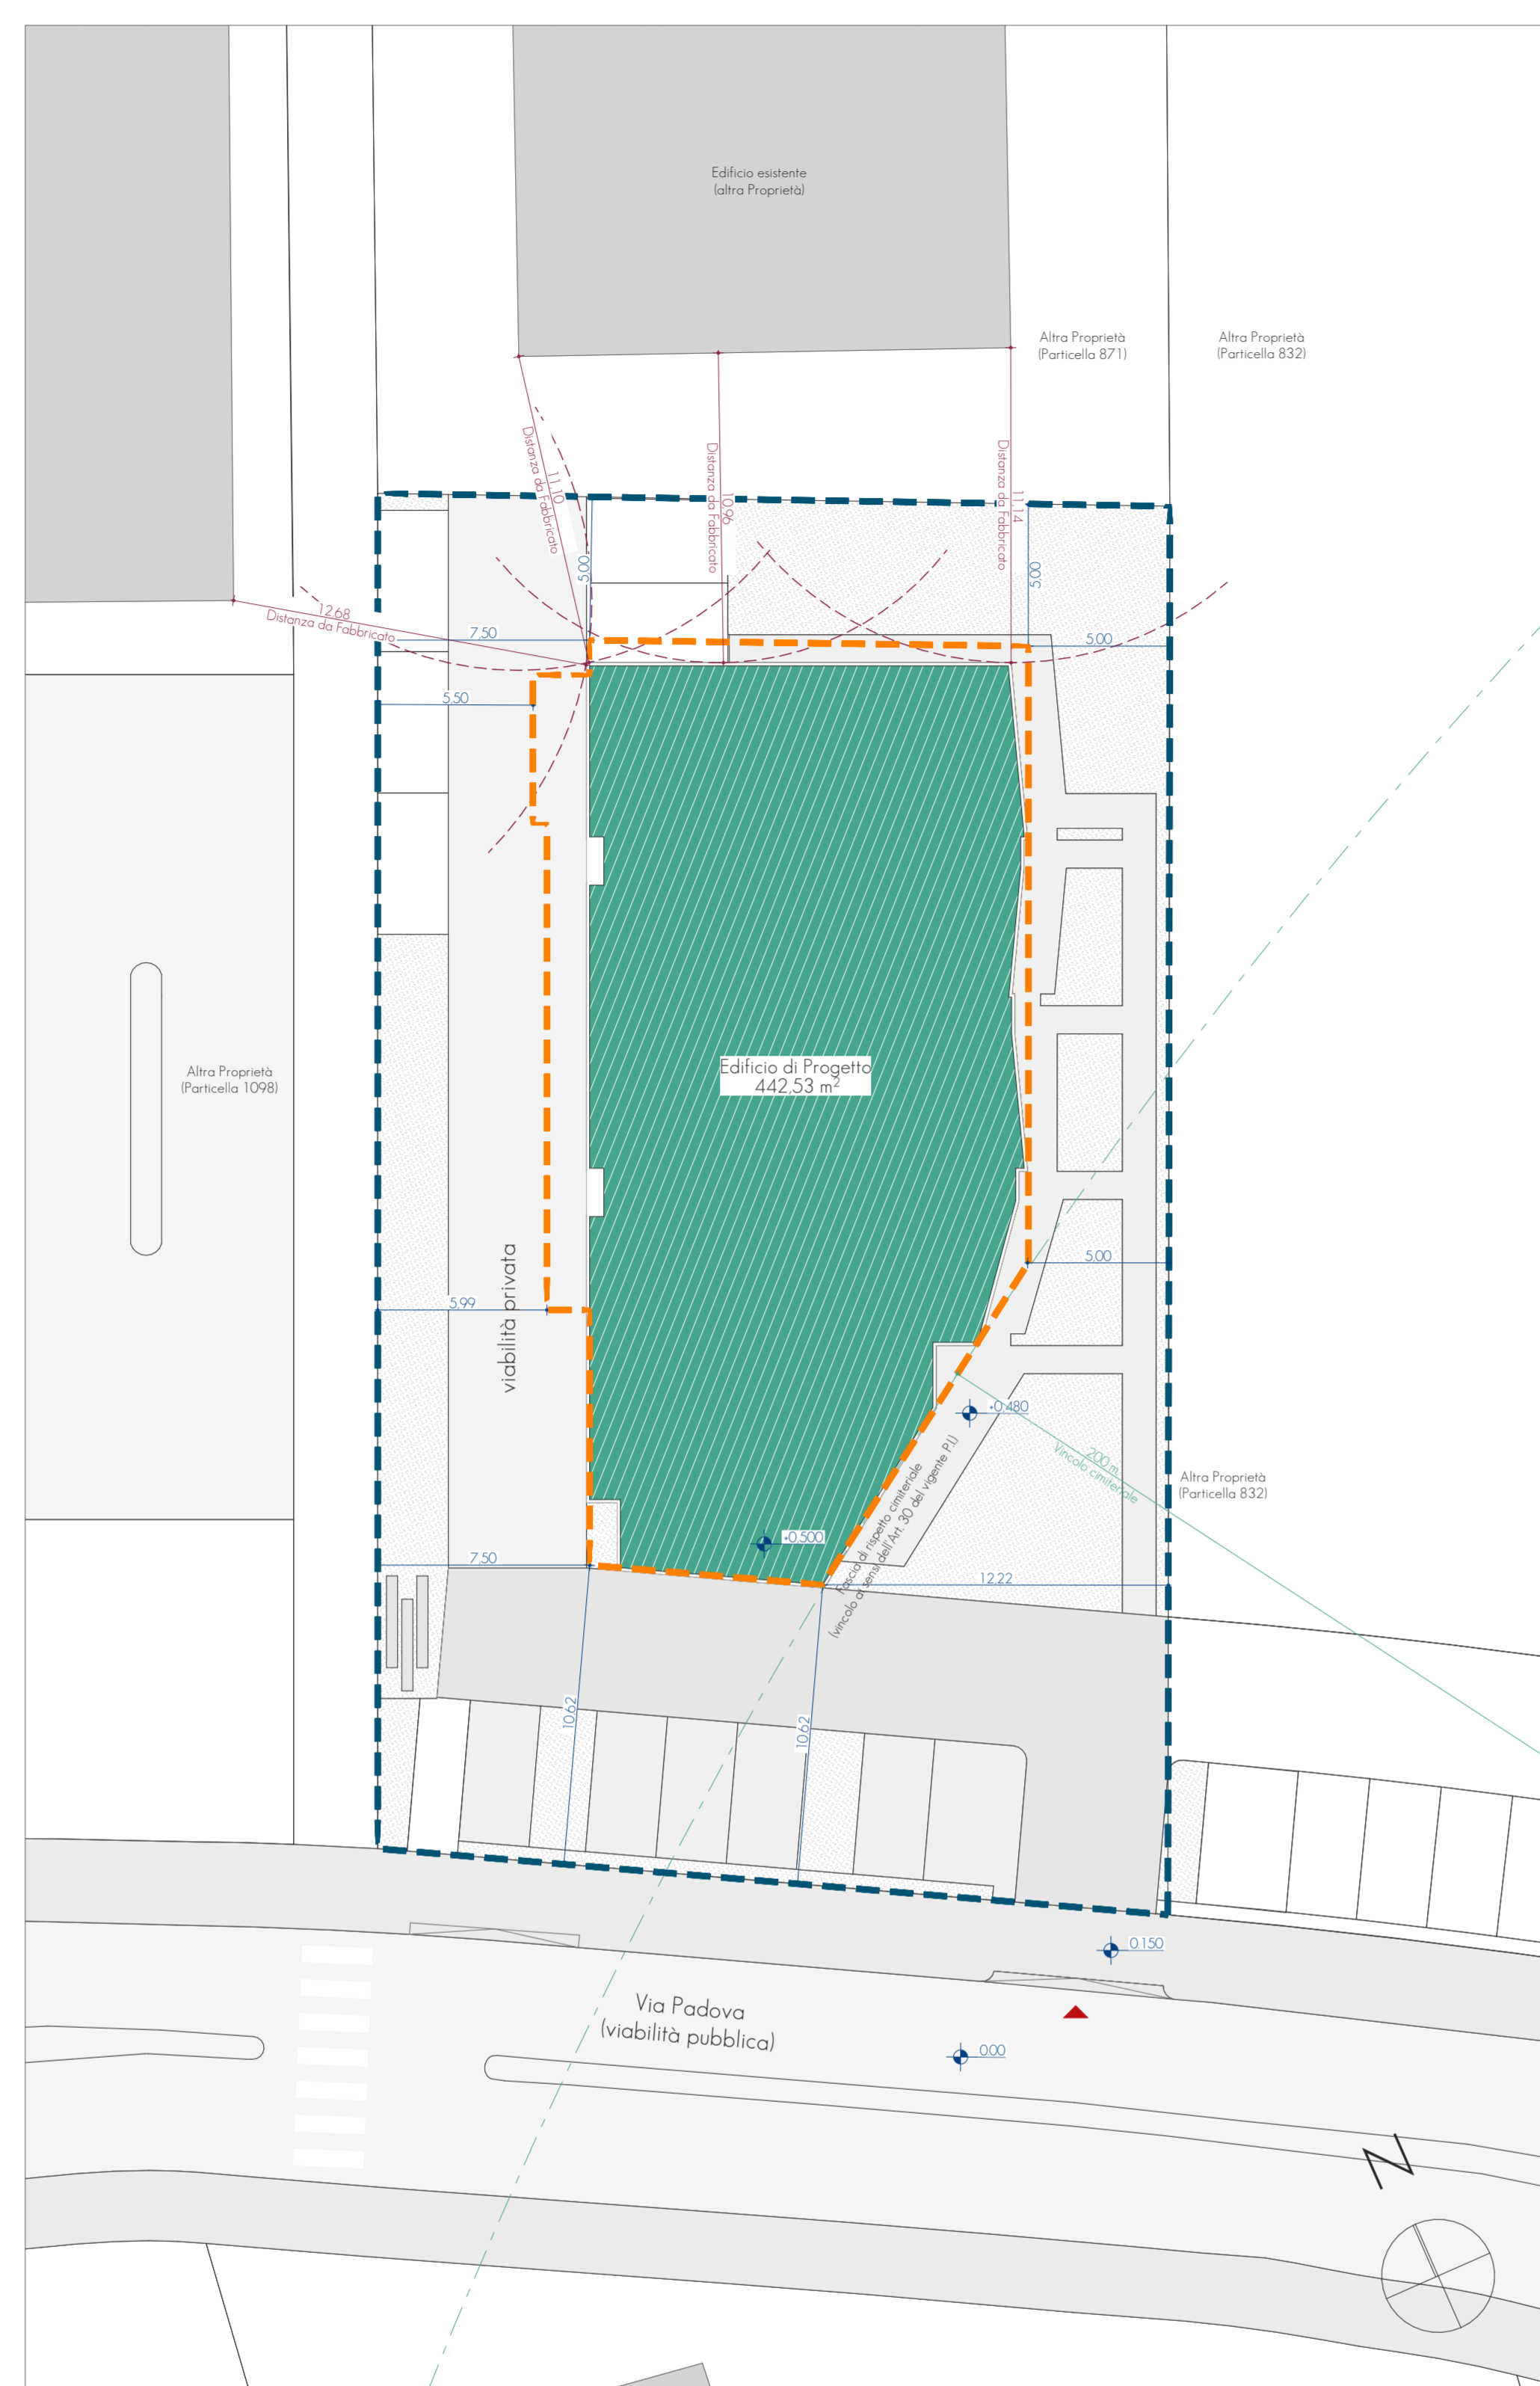 Edificio esistente
(altra Proprietà)
Altra Proprietà
(Particella 871)
Altra Proprietà
(Particella 832)
11,10
Distanza da Fabbricato
10,96
Distanza da Fabbricato
11,14
Distanza da Fabbricato
5,00
5,00
12,68
Distanza da Fabbricato
7,50
5,00
5,50
Altra Proprietà
(Particella 1098)
Edificio di Progetto
442,53 m²
viabilità privata
5,00
5,99
+0.480
200 m
Vincolo cimiteriale
Altra Proprietà
(Particella 832)
Fascia di rispetto cimiteriale
(vincolo ai sensi dell'Art. 30 del vigente P.I.)
+0.500
7,50
12,22
10,62
10,62
0.150
Via Padova
(viabilità pubblica)
0.00
N